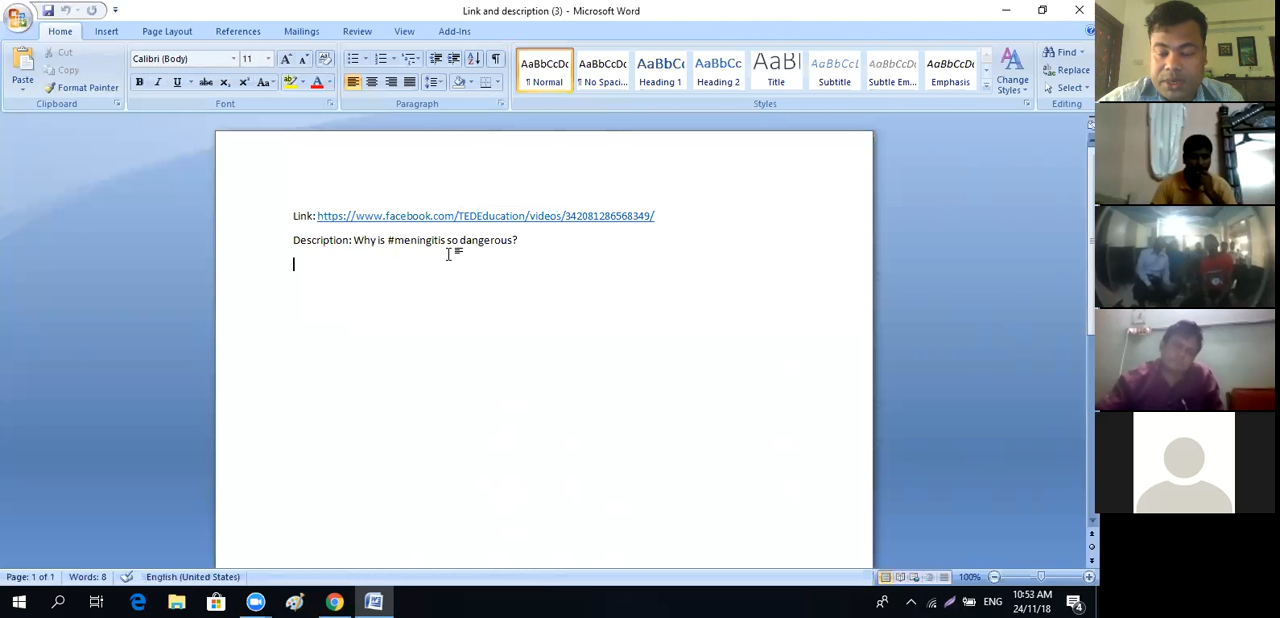 Link and description (3) - Microsoft Word
Home Insert Page Layout References Mailings Review View Add-Ins
Paste
Cut
Copy
Format Painter
Clipboard
Calibri (Body) 11
Font
Paragraph
AaBbCcDc AaBbCcDc AaBbCc AaBbCc AaBl AaBbCcL AaBbCcDc AaBbCcDc
¶ Normal ¶ No Spaci... Heading 1 Heading 2 Title Subtitle Subtle Em... Emphasis
Change Styles
Styles
Find
Replace
Select
Editing
Link: https://www.facebook.com/TEDEducation/videos/342081286568349/
Description: Why is #meningitis so dangerous?
Page: 1 of 1 Words: 8 English (United States) 100%
ENG
10:53 AM
24/11/18
4